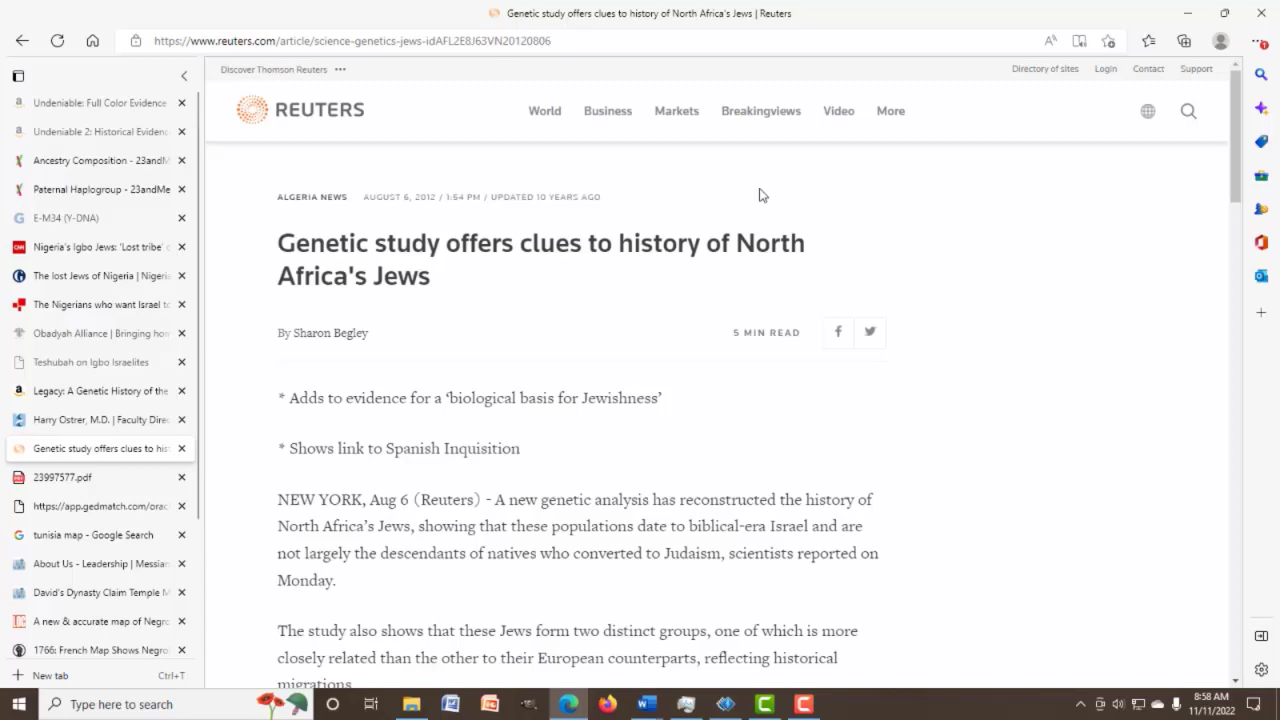 Genetic study offers clues to history of North Africa's Jews | Reuters
https://www.reuters.com/article/science-genetics-jews-idAFL2E8J63VN20120806
Undeniable: Full Color Evidence
Undeniable 2: Historical Evidenc
Ancestry Composition - 23andM
Paternal Haplogroup - 23andMe
E-M34 (Y-DNA)
Nigeria's Igbo Jews: 'Lost tribe'
The lost Jews of Nigeria | Nigeri
The Nigerians who want Israel to
Obadyah Alliance | Bringing hon
Teshubah on Igbo Israelites
Legacy: A Genetic History of the
Harry Ostrer, M.D. | Faculty Dire
Genetic study offers clues to his
23997577.pdf
https://app.gedmatch.com/orac
tunisia map - Google Search
About Us - Leadership | Messian
David's Dynasty Claim Temple M
A new & accurate map of Negro
1766: French Map Shows Negro
New tab Ctrl+T
Discover Thomson Reuters
Directory of sites Login Contact Support
REUTERS
World Business Markets Breakingviews Video More
ALGERIA NEWS AUGUST 6, 2012 / 1:54 PM / UPDATED 10 YEARS AGO
Genetic study offers clues to history of North
Africa's Jews
By Sharon Begley
5 MIN READ
* Adds to evidence for a ‘biological basis for Jewishness’
* Shows link to Spanish Inquisition
NEW YORK, Aug 6 (Reuters) - A new genetic analysis has reconstructed the history of
North Africa’s Jews, showing that these populations date to biblical-era Israel and are
not largely the descendants of natives who converted to Judaism, scientists reported on
Monday.
The study also shows that these Jews form two distinct groups, one of which is more
closely related than the other to their European counterparts, reflecting historical
migrations.
Type here to search
8:58 AM
11/11/2022